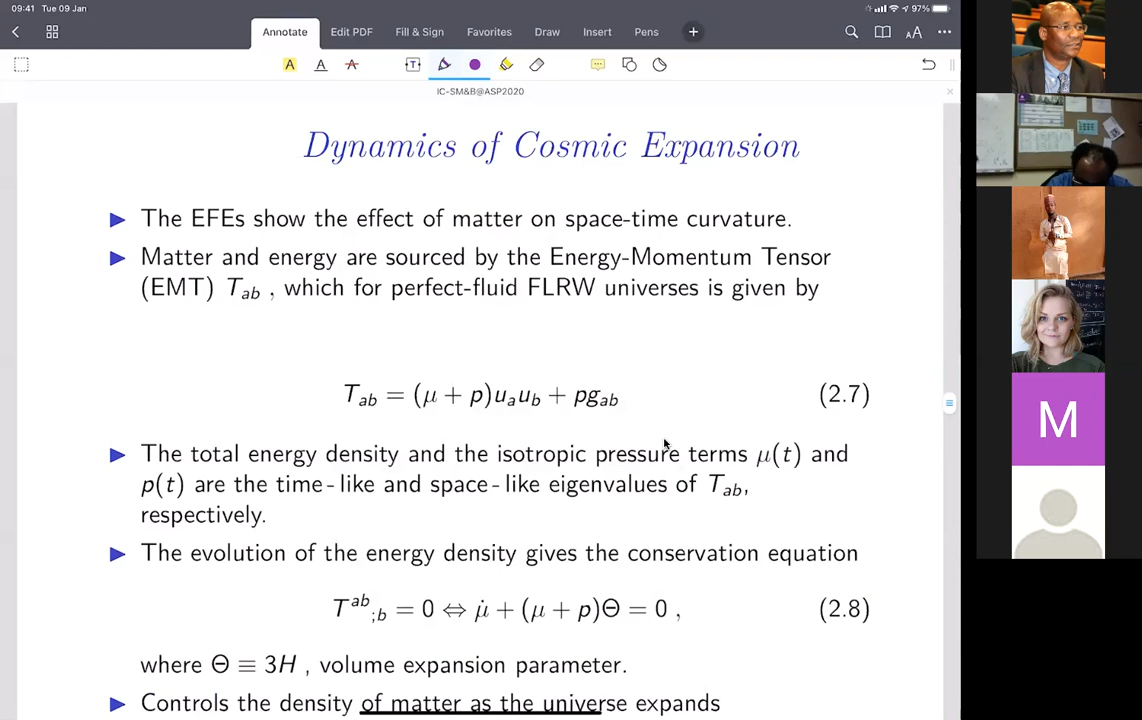 09:41 Tue 09 Jan
97%
Annotate Edit PDF Fill & Sign Favorites Draw Insert Pens
AA
A A A T
IC-SM&B@ASP2020
Dynamics of Cosmic Expansion
▶ The EFEs show the effect of matter on space-time curvature.
▶ Matter and energy are sourced by the Energy-Momentum Tensor
(EMT) T_ab , which for perfect-fluid FLRW universes is given by
T_ab = (μ + p)u_a u_b + pg_ab (2.7)
▶ The total energy density and the isotropic pressure terms μ(t) and
p(t) are the time-like and space-like eigenvalues of T_ab,
respectively.
▶ The evolution of the energy density gives the conservation equation
T^ab_;b = 0 ⇔ μ̇ + (μ + p)Θ = 0 , (2.8)
where Θ ≡ 3H , volume expansion parameter.
▶ Controls the density of matter as the universe expands
M